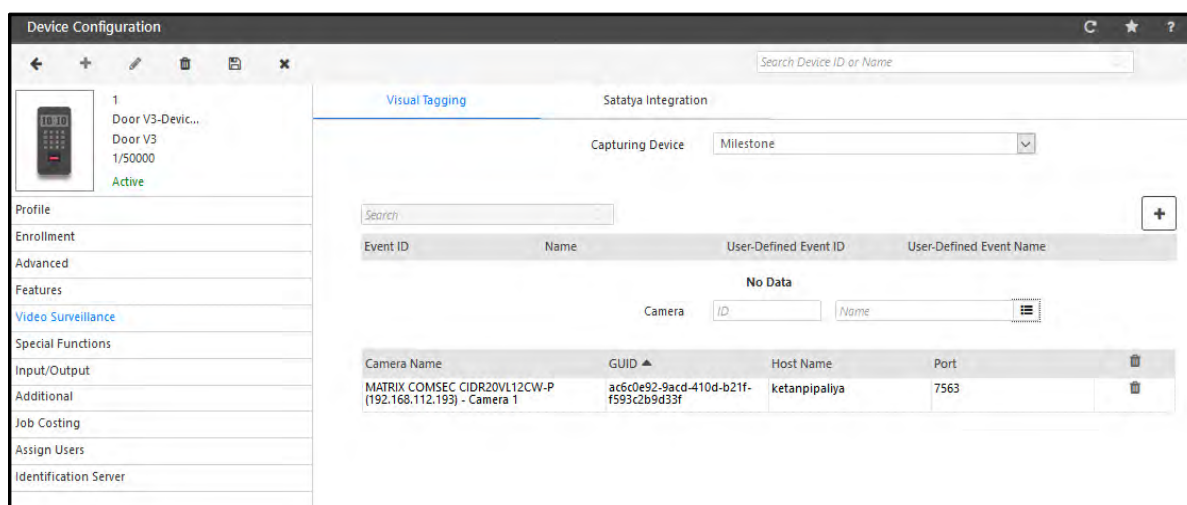 Device Configuration
?
Search Device ID or Name
10:10
1
Door V3-Devic...
Door V3
1/50000
Active
Profile
Enrollment
Advanced
Features
Video Surveillance
Special Functions
Input/Output
Additional
Job Costing
Assign Users
Identification Server
Visual Tagging Satatya Integration
Capturing Device Milestone
Search
Event ID Name User-Defined Event ID User-Defined Event Name
No Data
Camera ID Name
Camera Name GUID Host Name Port
MATRIX COMSEC CIDR20VL12CW-P ac6c0e92-9acd-410d-b21f- ketanpipaliya 7563
(192.168.112.193) - Camera 1 f593c2b9d33f